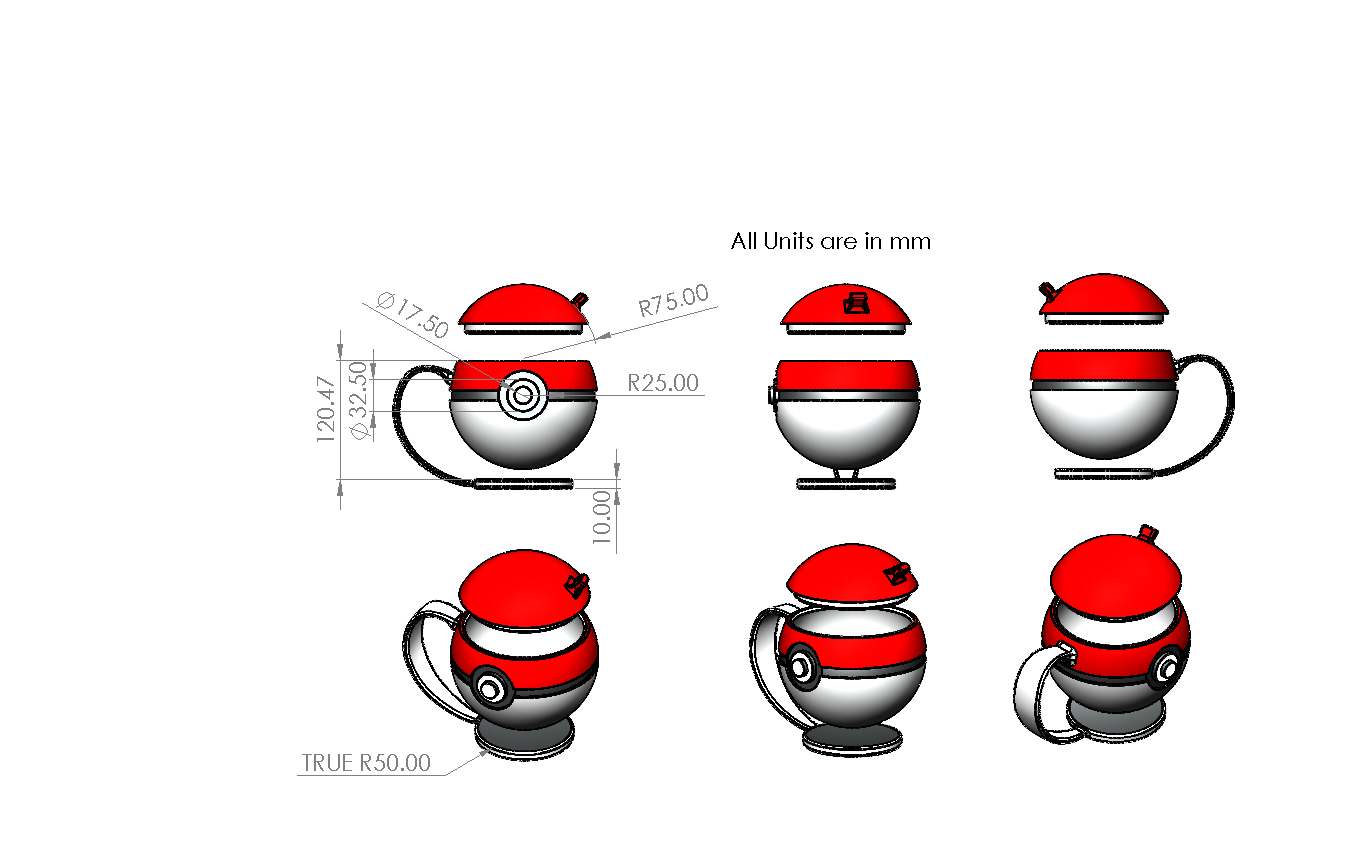 All Units are in mm
⌀17.50
R75.00
120.47
⌀32.50
R25.00
10.00
TRUE R50.00